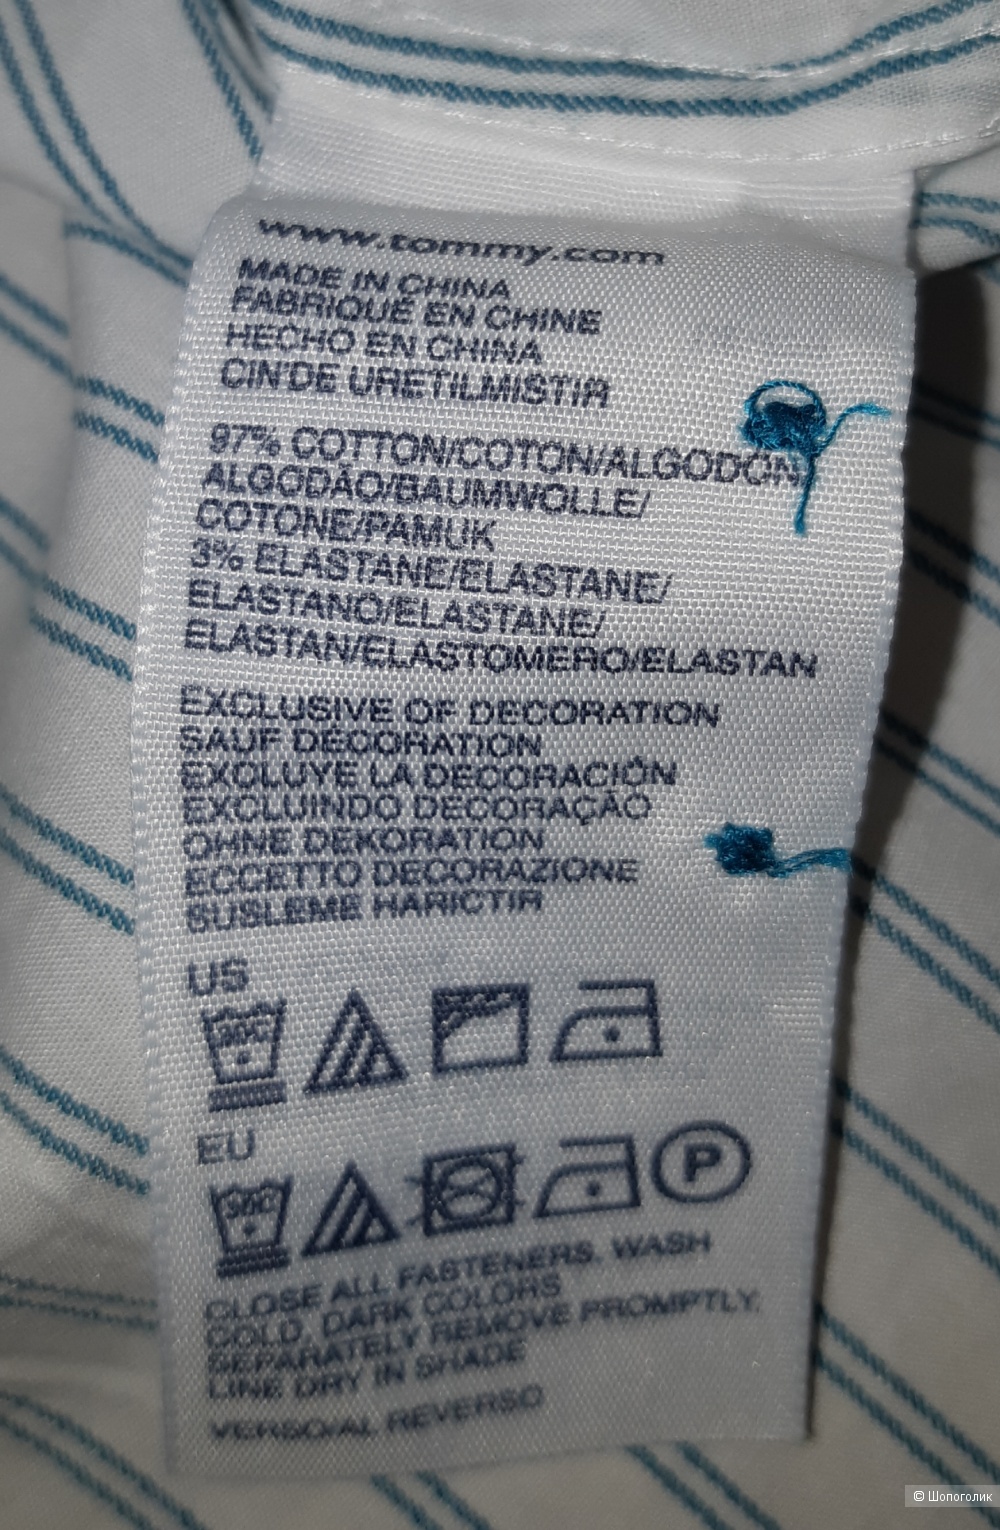 www.tommy.com
MADE IN CHINA
FABRIQUÉ EN CHINE
HECHO EN CHINA
CIN'DE URETILMISTIR
97% COTTON/COTON/ALGODON
ALGODÃO/BAUMWOLLE/
COTONE/PAMUK
3% ELASTANE/ELASTANE/
ELASTANO/ELASTANE/
ELASTAN/ELASTOMERO/ELASTAN
EXCLUSIVE OF DECORATION
SAUF DÉCORATION
EXCLUYE LA DECORACIÓN
EXCLUINDO DECORAÇÃO
OHNE DEKORATION
ECCETTO DECORAZIONE
SUSLEME HARICTIR
US
30C
EU
30C
P
CLOSE ALL FASTENERS. WASH
COLD, DARK COLORS
SEPARATELY REMOVE PROMPTLY.
LINE DRY IN SHADE
VERSO/AL REVERSO
© Шопоголик